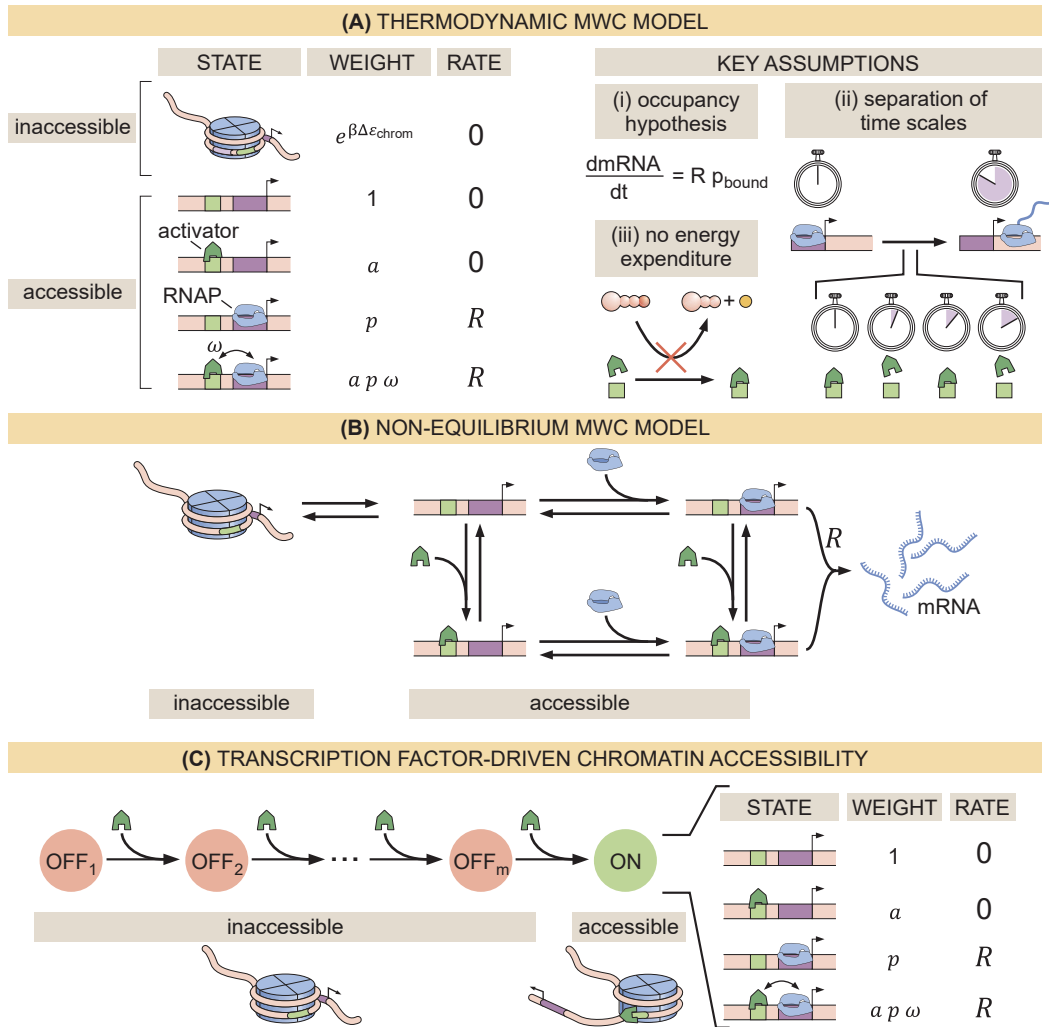 (A) THERMODYNAMIC MWC MODEL
STATE WEIGHT RATE
inaccessible
e^{βΔε_chrom} 0
accessible
1 0
activator
a 0
RNAP
p R
ω
a p ω R
KEY ASSUMPTIONS
(i) occupancy
hypothesis
dmRNA
dt
= R p_bound
(ii) separation of
time scales
(iii) no energy
expenditure
+
(B) NON-EQUILIBRIUM MWC MODEL
R
mRNA
inaccessible
accessible
(C) TRANSCRIPTION FACTOR-DRIVEN CHROMATIN ACCESSIBILITY
OFF_1 OFF_2 ... OFF_m ON
inaccessible
accessible
STATE WEIGHT RATE
1 0
a 0
p R
a p ω R